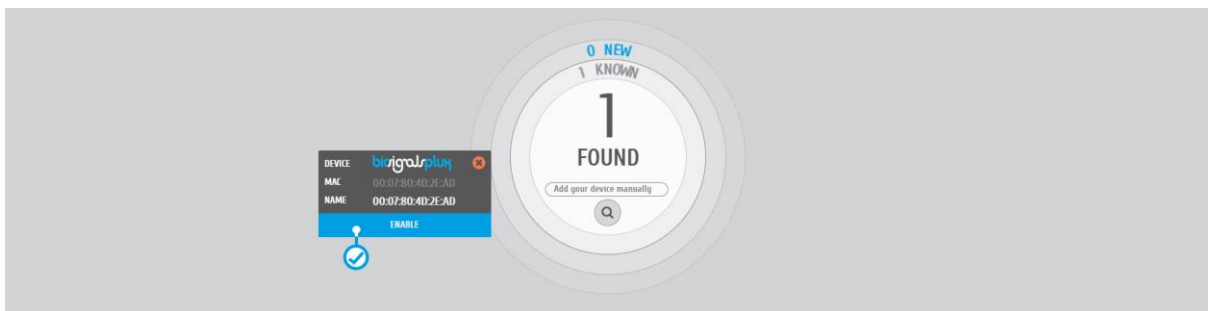 0 NEW
1 KNOWN
1
FOUND
Add your device manually
DEVICE biosignalsplux
MAC 00:07:80:4D:2E:AD
NAME 00:07:80:4D:2E:AD
ENABLE